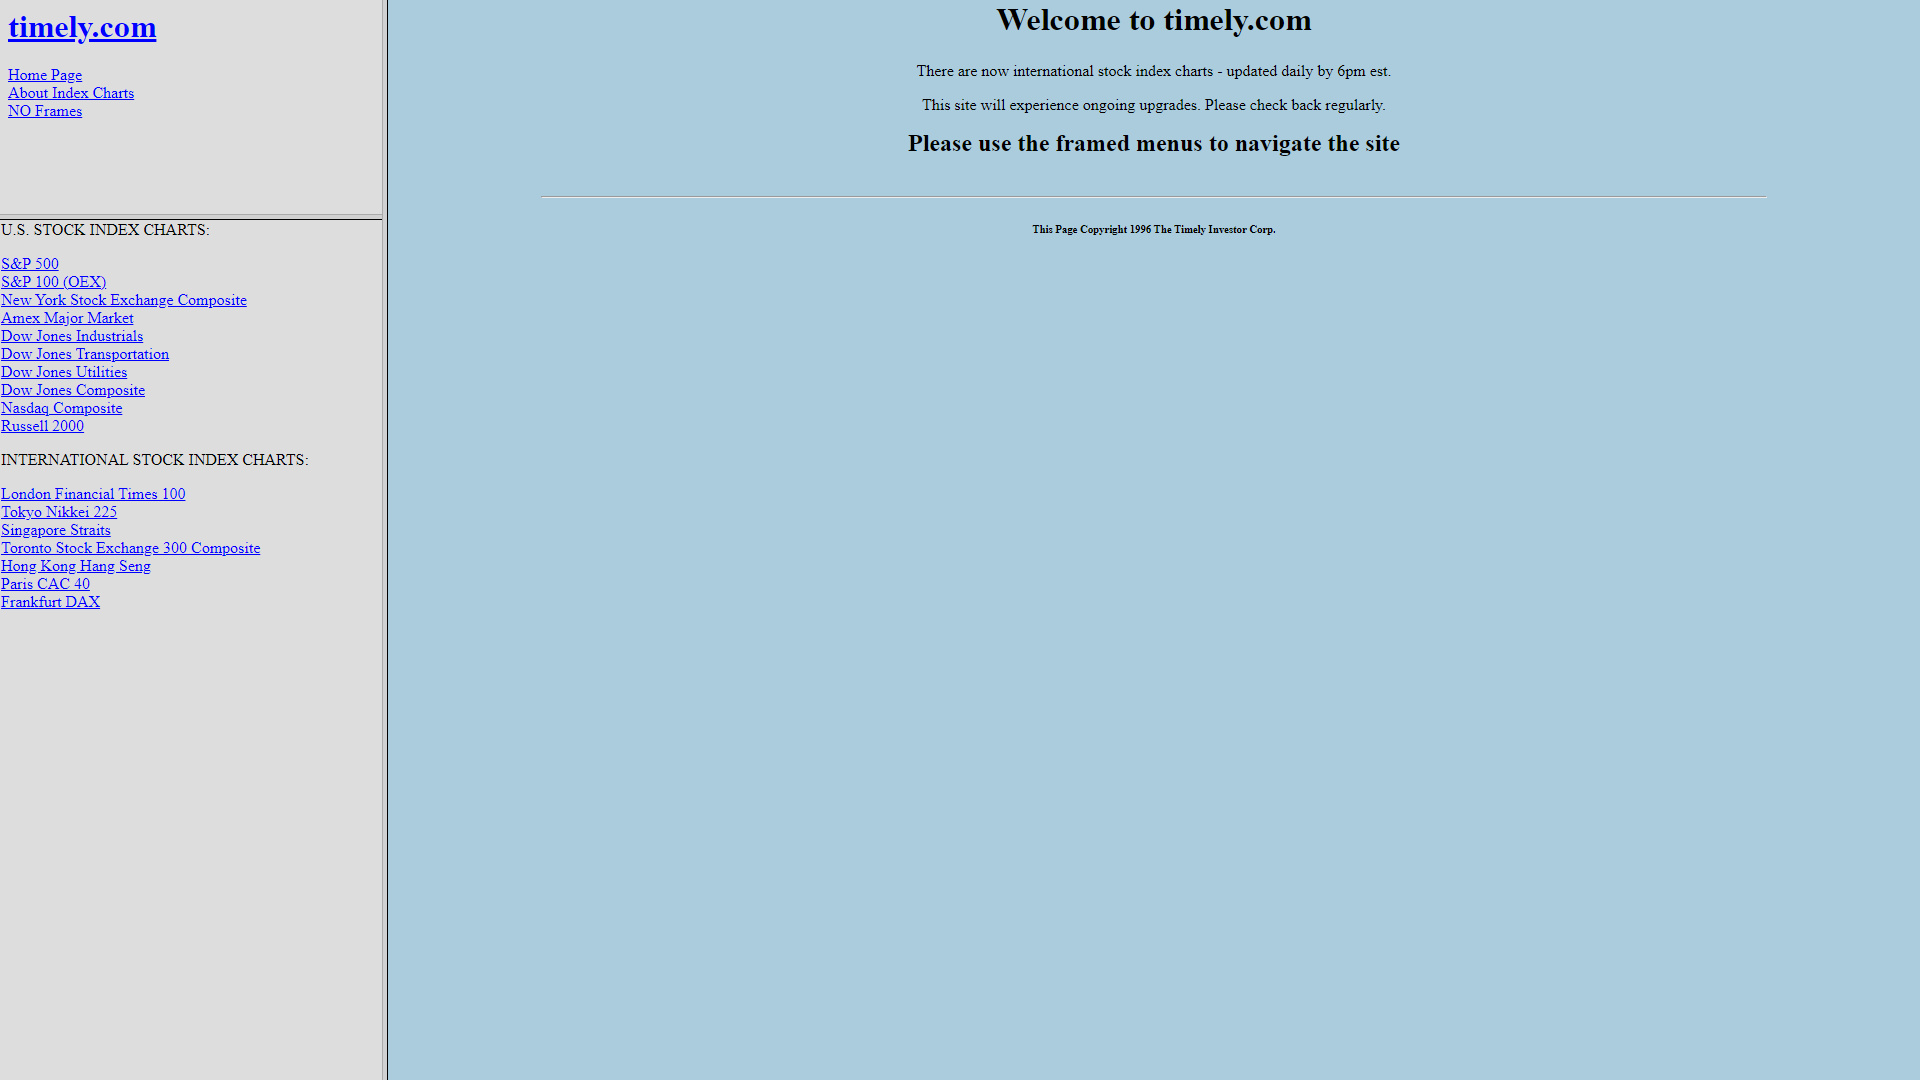 timely.com
Home Page
About Index Charts
NO Frames
U.S. STOCK INDEX CHARTS:
S&P 500
S&P 100 (OEX)
New York Stock Exchange Composite
Amex Major Market
Dow Jones Industrials
Dow Jones Transportation
Dow Jones Utilities
Dow Jones Composite
Nasdaq Composite
Russell 2000
INTERNATIONAL STOCK INDEX CHARTS:
London Financial Times 100
Tokyo Nikkei 225
Singapore Straits
Toronto Stock Exchange 300 Composite
Hong Kong Hang Seng
Paris CAC 40
Frankfurt DAX
Welcome to timely.com
There are now international stock index charts - updated daily by 6pm est.
This site will experience ongoing upgrades. Please check back regularly.
Please use the framed menus to navigate the site
This Page Copyright 1996 The Timely Investor Corp.